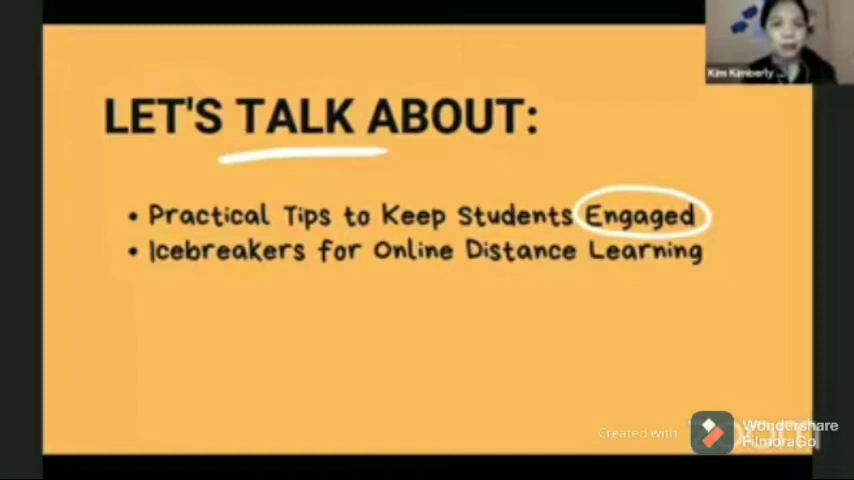 Kim Kimberly ...
LET'S TALK ABOUT:
• Practical Tips to Keep Students Engaged
• Icebreakers for Online Distance Learning
Created with
Wondershare
FilmoraGo
zoom